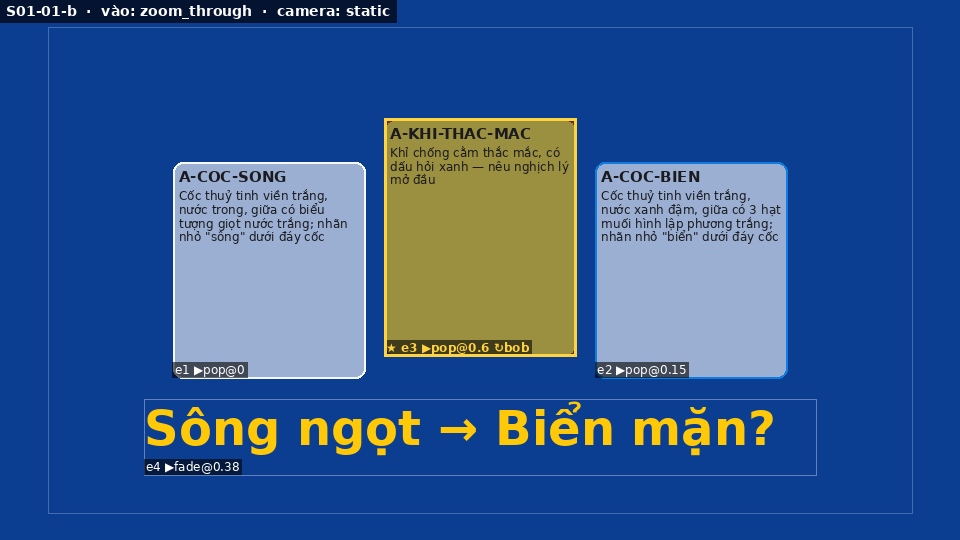 S01-01-b · vào: zoom_through · camera: static
A-COC-SONG
Cốc thuỷ tinh viền trắng,
nước trong, giữa có biểu
tượng giọt nước trắng; nhãn
nhỏ "sông" dưới đáy cốc
e1 ▶pop@0
A-KHI-THAC-MAC
Khỉ chống cằm thắc mắc, có
dấu hỏi xanh — nêu nghịch lý
mở đầu
★ e3 ▶pop@0.6 ↻bob
A-COC-BIEN
Cốc thuỷ tinh viền trắng,
nước xanh đậm, giữa có 3 hạt
muối hình lập phương trắng;
nhãn nhỏ "biển" dưới đáy cốc
e2 ▶pop@0.15
Sông ngọt → Biển mặn?
e4 ▶fade@0.38